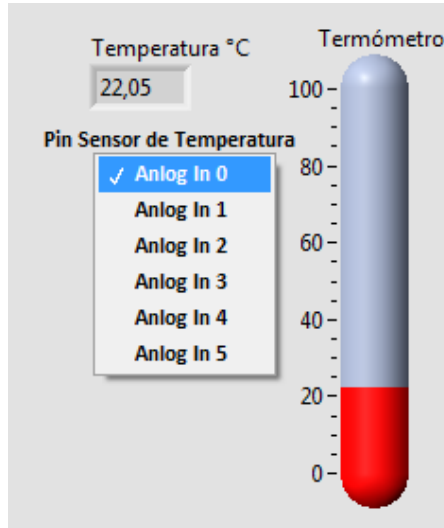 Temperatura °C
22,05
Pin Sensor de Temperatura
✓ Anlog In 0
Anlog In 1
Anlog In 2
Anlog In 3
Anlog In 4
Anlog In 5
Termómetro
100
80
60
40
20
0